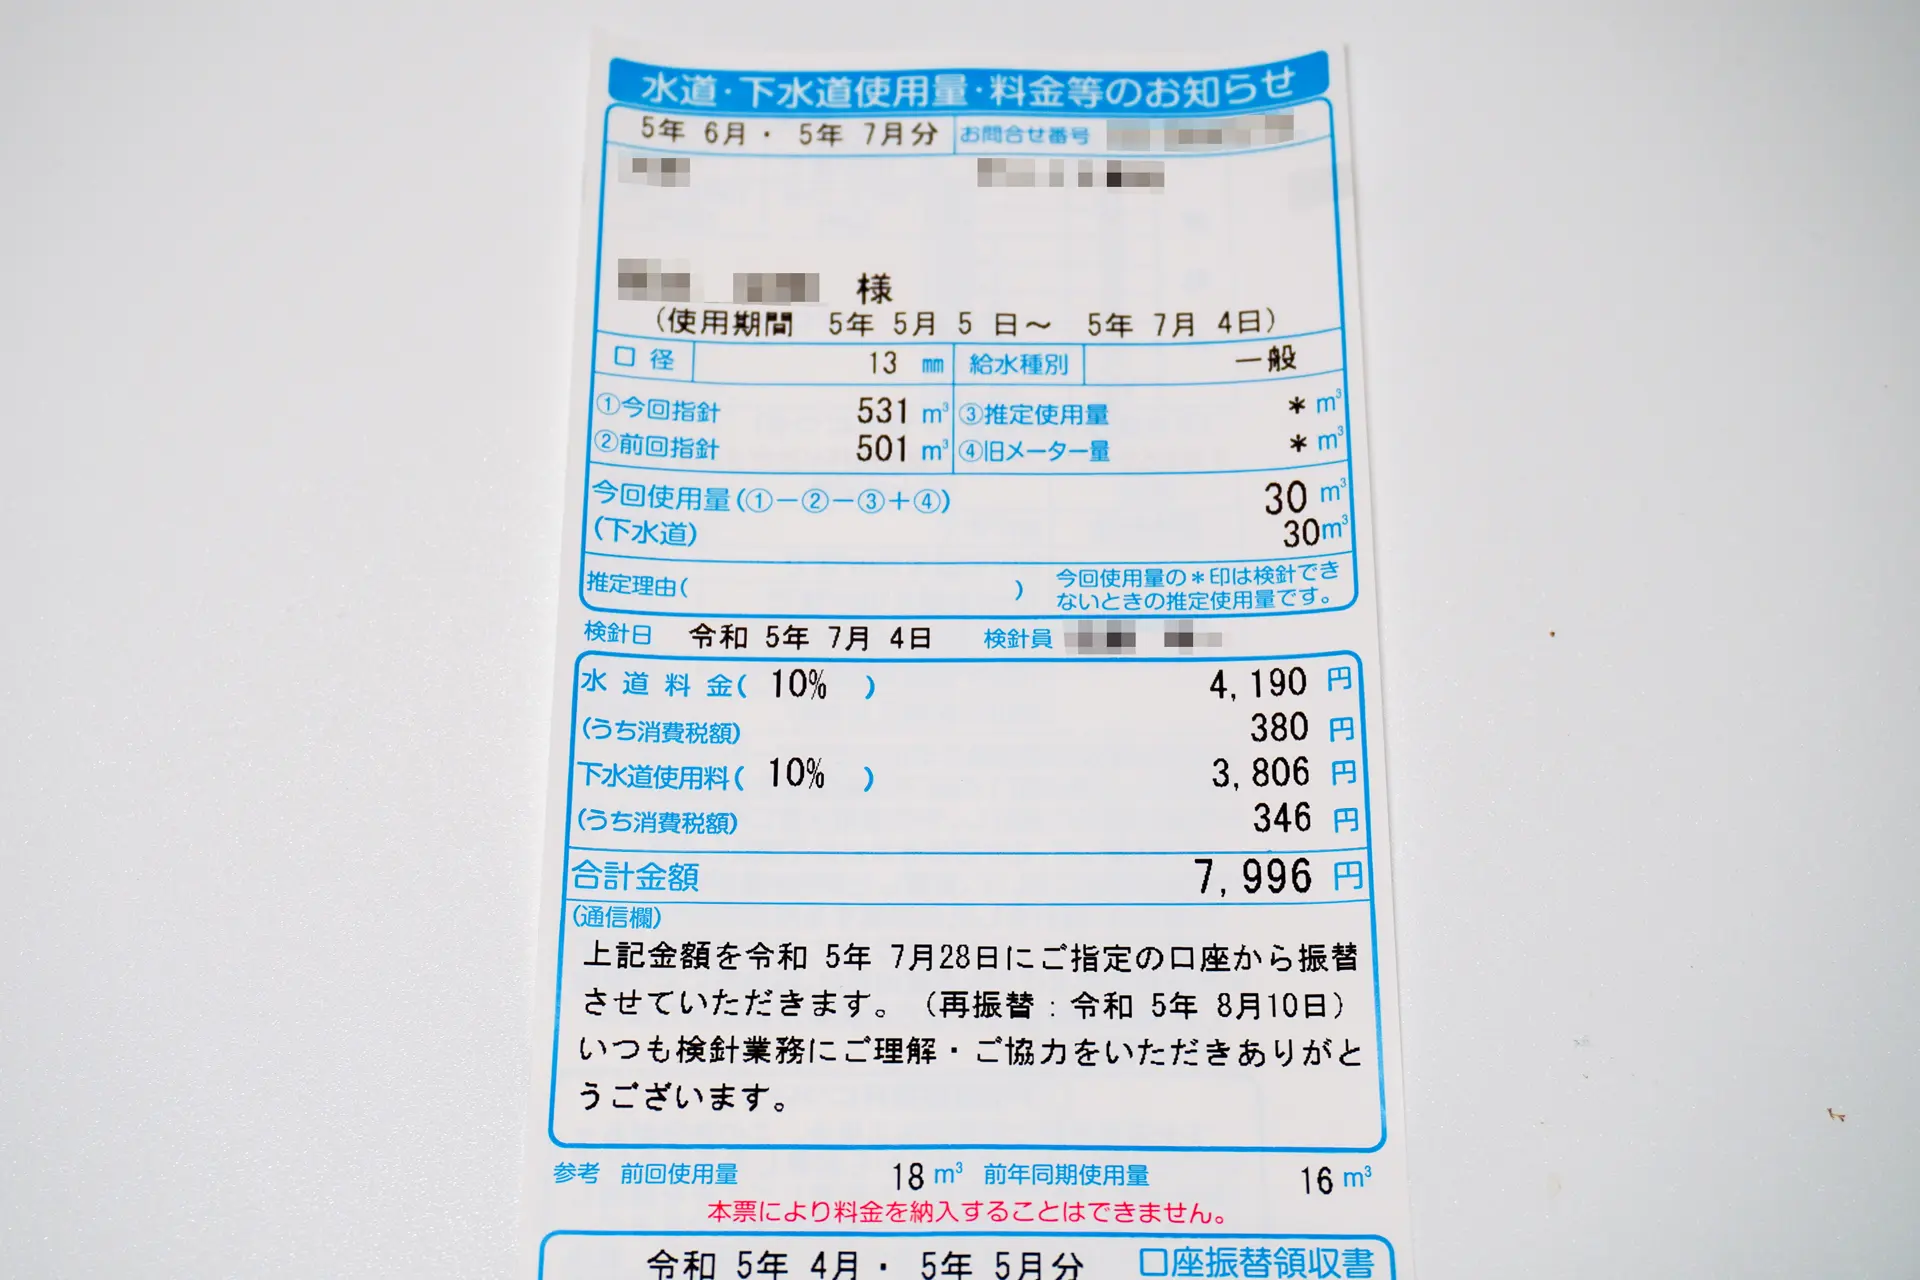 水道・下水道使用量・料金等のお知らせ
5年 6月・ 5年 7月分 お問合せ番号
様
(使用期間 5年 5月 5日～ 5年 7月 4日)
口径 13 mm 給水種別 一般
①今回指針 531 m³ ③推定使用量 * m³
②前回指針 501 m³ ④旧メーター量 * m³
今回使用量(①－②－③＋④) 30 m³
(下水道) 30m³
推定理由( ) 今回使用量の*印は検針でき
ないときの推定使用量です。
検針日 令和 5年 7月 4日 検針員
水道料金( 10% ) 4,190 円
(うち消費税額) 380 円
下水道使用料( 10% ) 3,806 円
(うち消費税額) 346 円
合計金額 7,996 円
(通信欄)
上記金額を令和 5年 7月28日にご指定の口座から振替
させていただきます。(再振替:令和 5年 8月10日)
いつも検針業務にご理解・ご協力をいただきありがと
うございます。
参考 前回使用量 18 m³ 前年同期使用量 16 m³
本票により料金を納入することはできません。
令和 5年 4月・ 5年 5月分 口座振替領収書